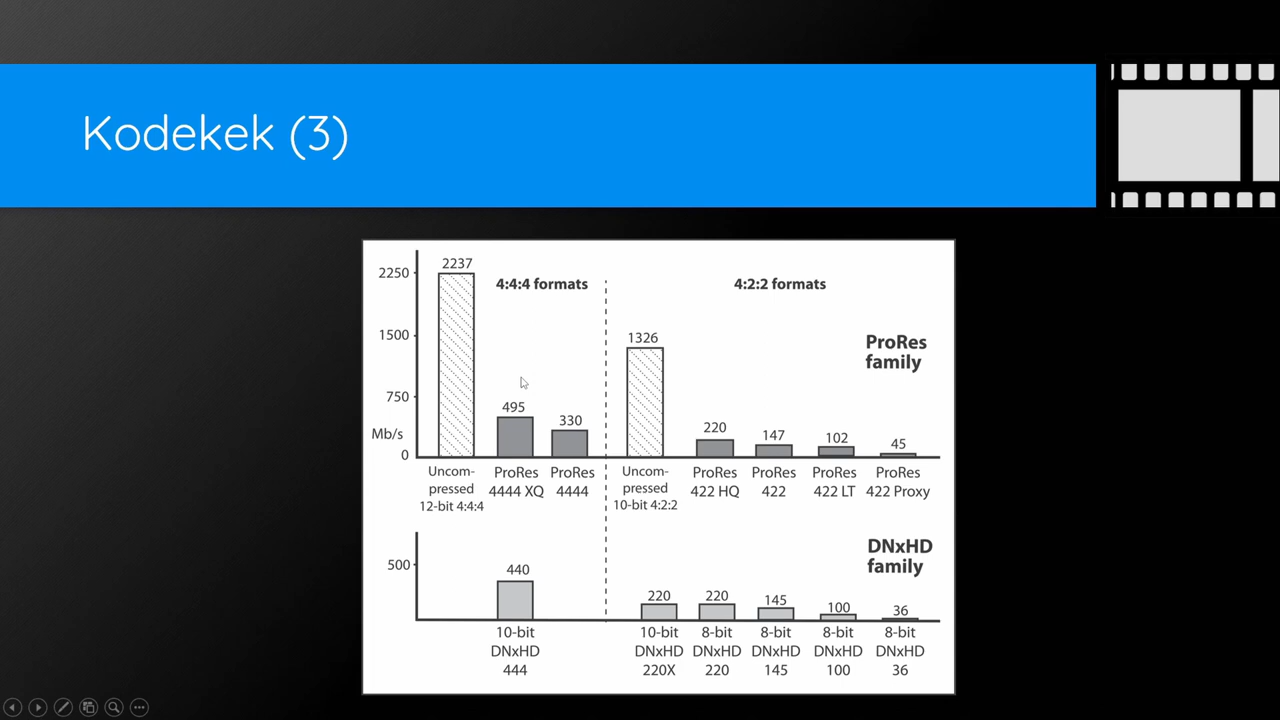 Kodekek (3)
2237
2250
4:4:4 formats
4:2:2 formats
1500
1326
ProRes
family
750
495
330
220
147
102
45
Mb/s
0
Uncom-
pressed
12-bit 4:4:4
ProRes
4444 XQ
ProRes
4444
Uncom-
pressed
10-bit 4:2:2
ProRes
422 HQ
ProRes
422
ProRes
422 LT
ProRes
422 Proxy
DNxHD
family
500
440
220
220
145
100
36
10-bit
DNxHD
444
10-bit
DNxHD
220X
8-bit
DNxHD
220
8-bit
DNxHD
145
8-bit
DNxHD
100
8-bit
DNxHD
36